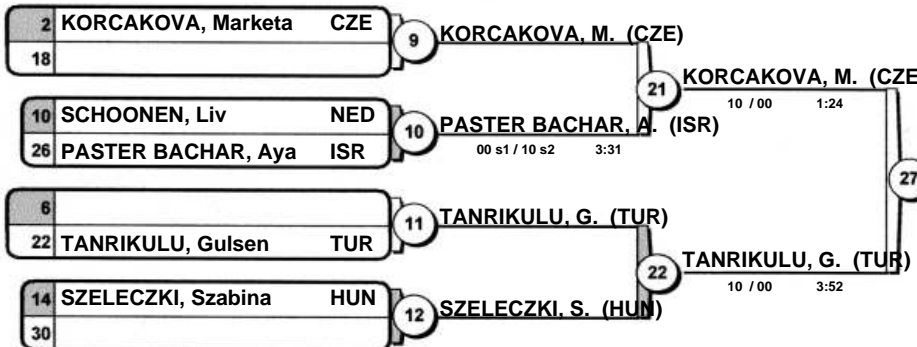 2 KORCAKOVA, Marketa CZE
18
9 KORCAKOVA, M. (CZE)
10 SCHOONEN, Liv NED
26 PASTER BACHAR, Aya ISR
10 PASTER BACHAR, A. (ISR)
00 s1 / 10 s2 3:31
21 KORCAKOVA, M. (CZE
10 / 00 1:24
6
22 TANRIKULU, Gulsen TUR
11 TANRIKULU, G. (TUR)
14 SZELECZKI, Szabina HUN
30
12 SZELECZKI, S. (HUN)
22 TANRIKULU, G. (TUR)
10 / 00 3:52
27